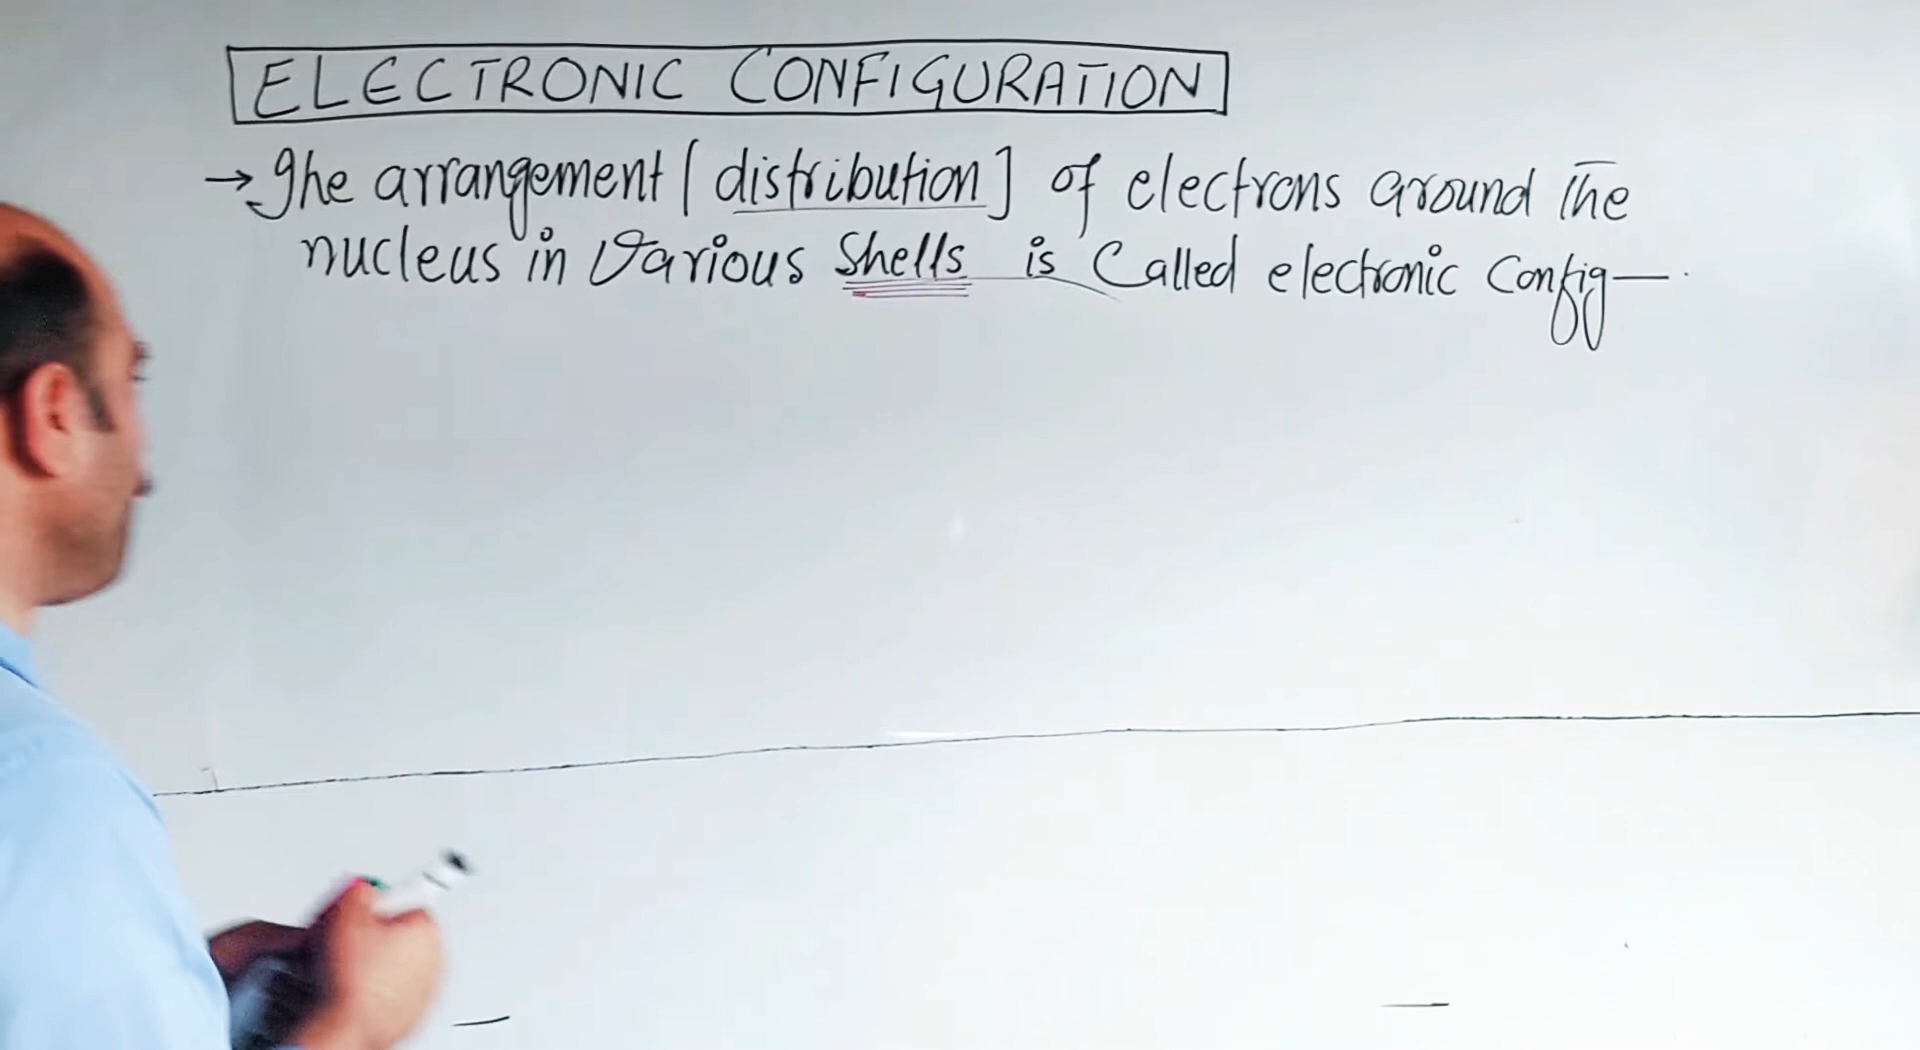 ELECTRONIC CONFIGURATION
→ The arrangement [distribution] of electrons around the
nucleus in various shells is called electronic config—.